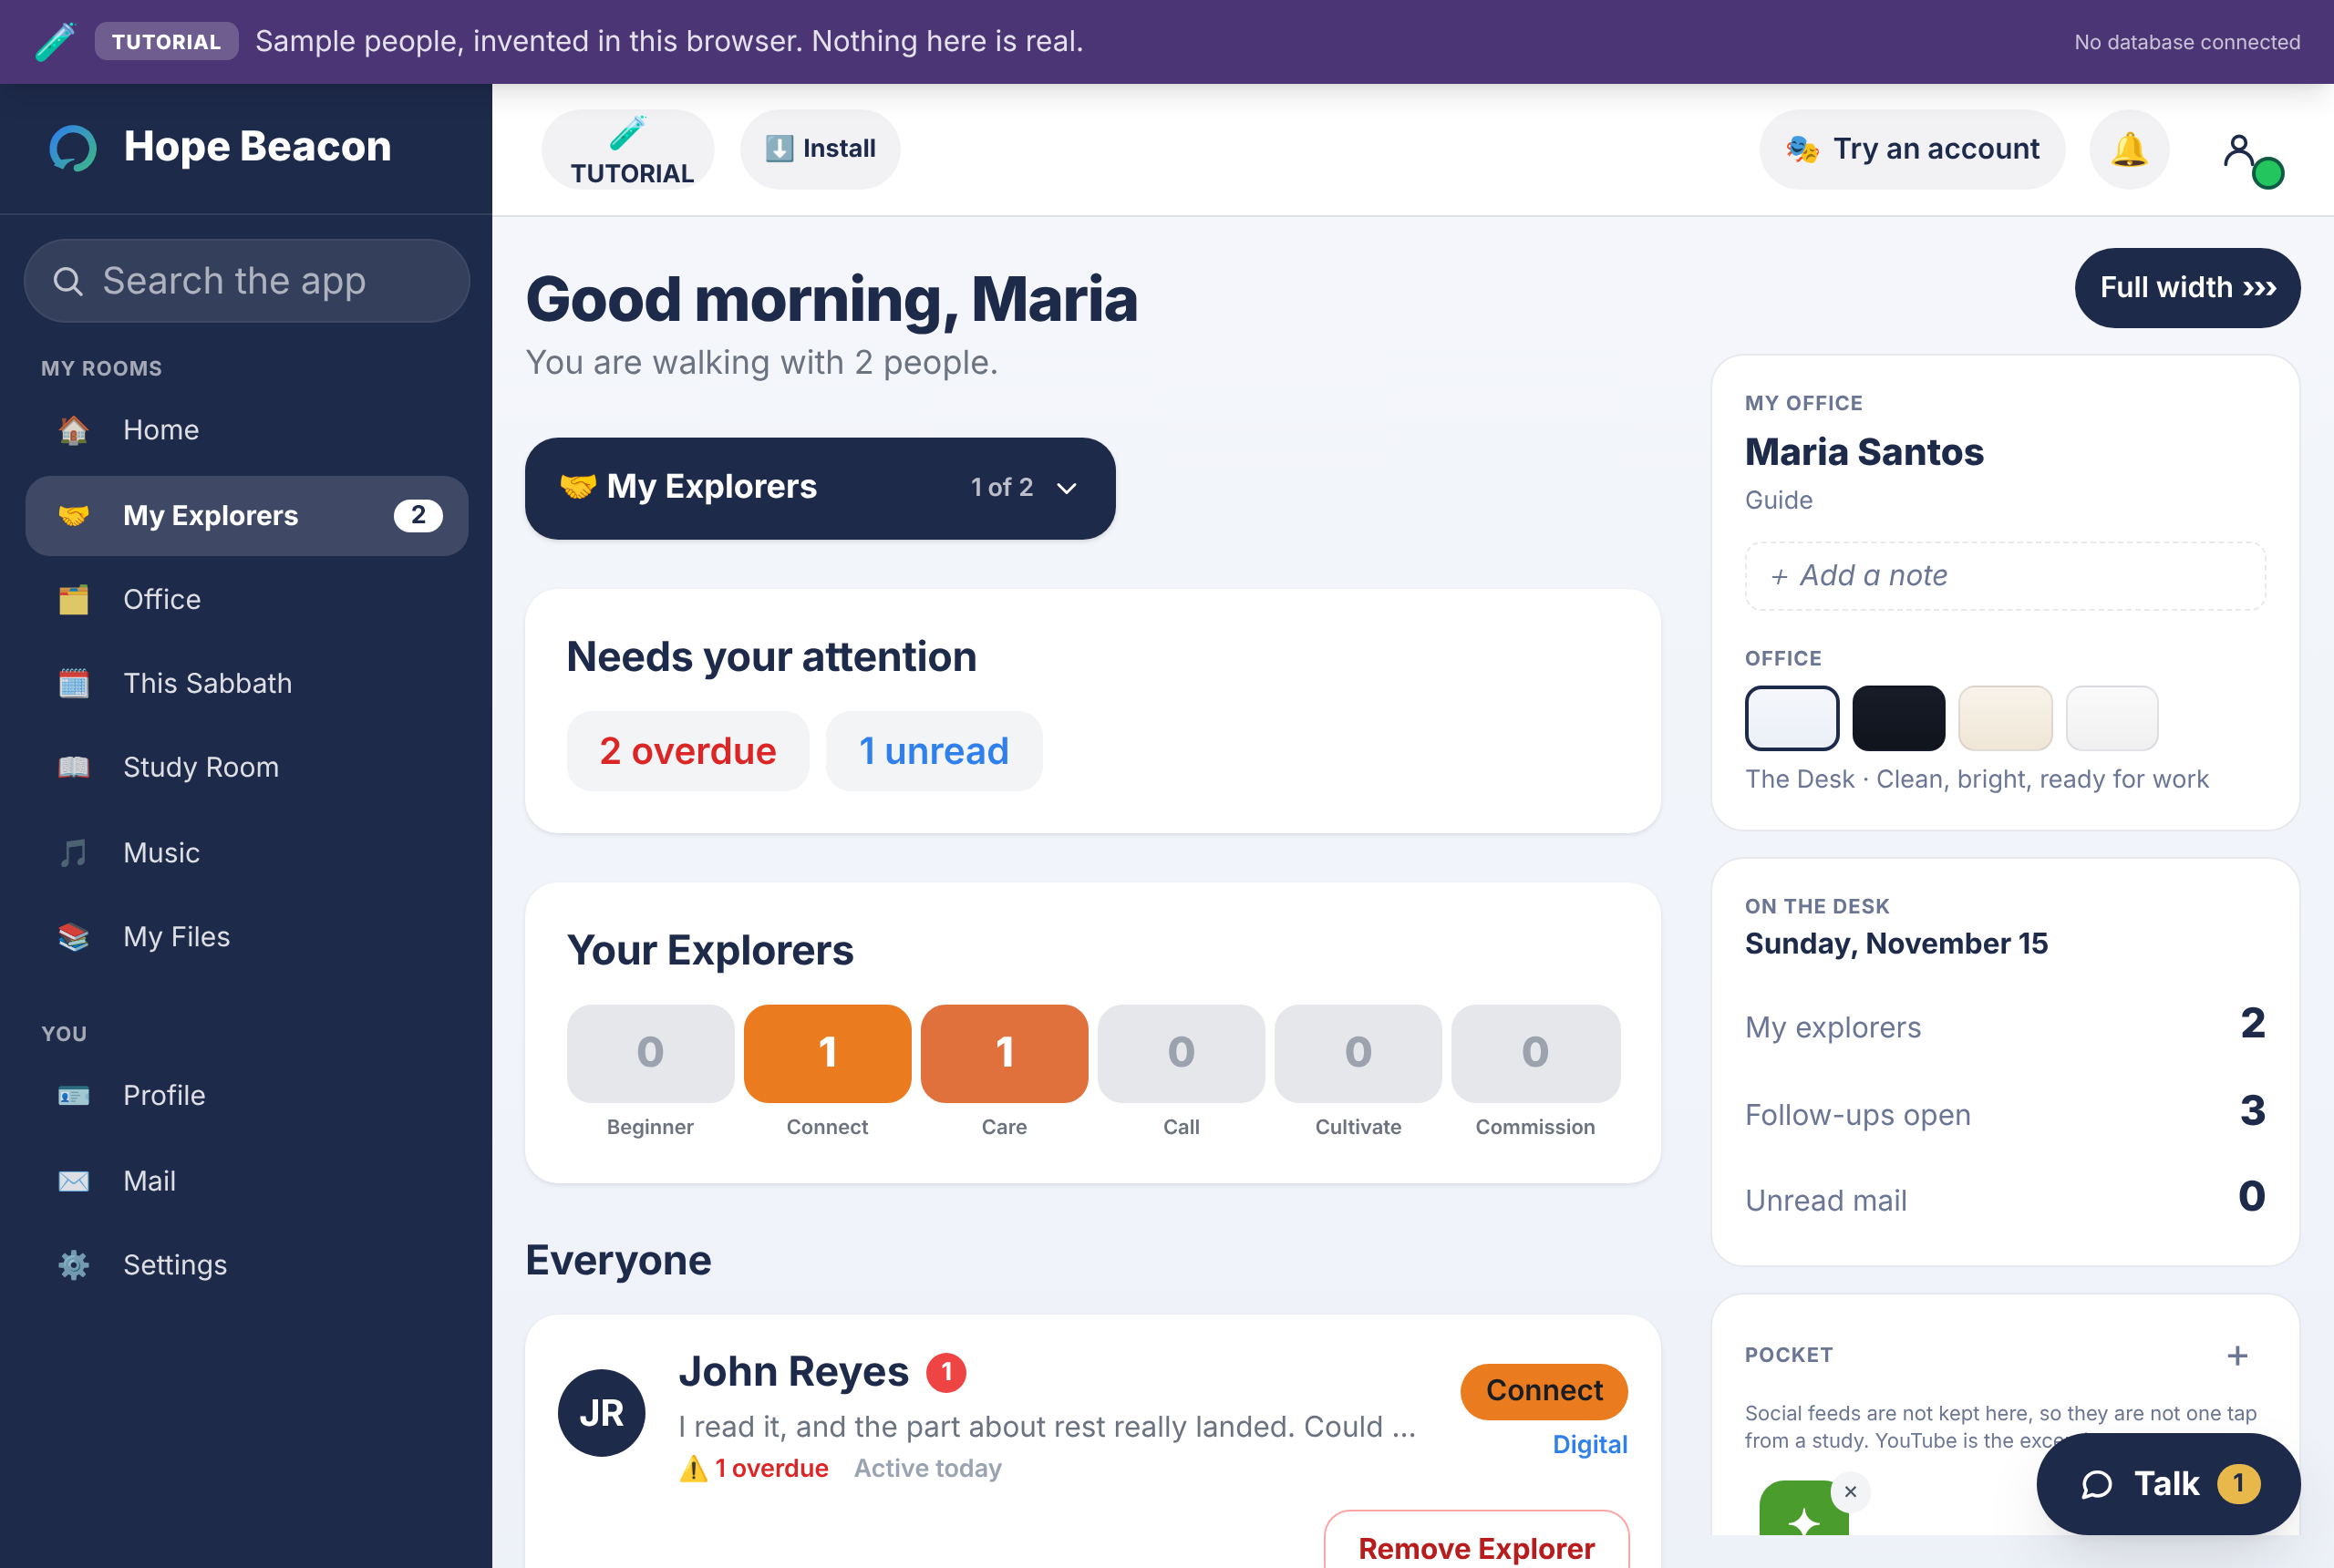 TUTORIAL Sample people, invented in this browser. Nothing here is real.
No database connected
Hope Beacon
Search the app
MY ROOMS
Home
My Explorers 2
Office
This Sabbath
Study Room
Music
My Files
YOU
Profile
Mail
Settings
TUTORIAL
Install
Try an account
Good morning, Maria
You are walking with 2 people.
Full width ›››
My Explorers 1 of 2
Needs your attention
2 overdue 1 unread
Your Explorers
0 1 1 0 0 0
Beginner Connect Care Call Cultivate Commission
Everyone
JR
John Reyes 1
I read it, and the part about rest really landed. Could ...
1 overdue Active today
Connect
Digital
Remove Explorer
MY OFFICE
Maria Santos
Guide
+ Add a note
OFFICE
The Desk · Clean, bright, ready for work
ON THE DESK
Sunday, November 15
My explorers 2
Follow-ups open 3
Unread mail 0
POCKET +
Social feeds are not kept here, so they are not one tap
from a study. YouTube is the
×
Talk 1